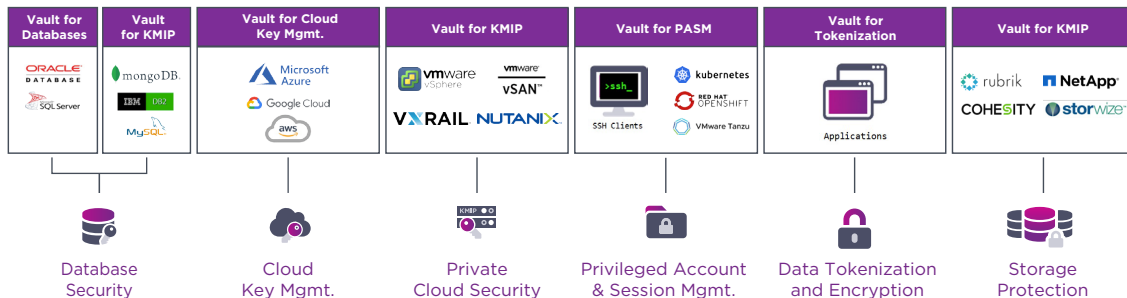 Vault for
Databases
Vault
for KMIP
Vault for Cloud
Key Mgmt.
Vault for KMIP
Vault for PASM
Vault for
Tokenization
Vault for KMIP
ORACLE
DATABASE
SQL Server
mongoDB.
IBM DB2
MySQL
Microsoft
Azure
Google Cloud
aws
vmware
vSphere
vmware
vSAN™
VXRAIL
NUTANIX
>ssh_
SSH Clients
kubernetes
RED HAT
OPENSHIFT
VMware Tanzu
Applications
rubrik
NetApp
COHESITY
storwize
KMIP
Database
Security
Cloud
Key Mgmt.
Private
Cloud Security
Privileged Account
& Session Mgmt.
Data Tokenization
and Encryption
Storage
Protection